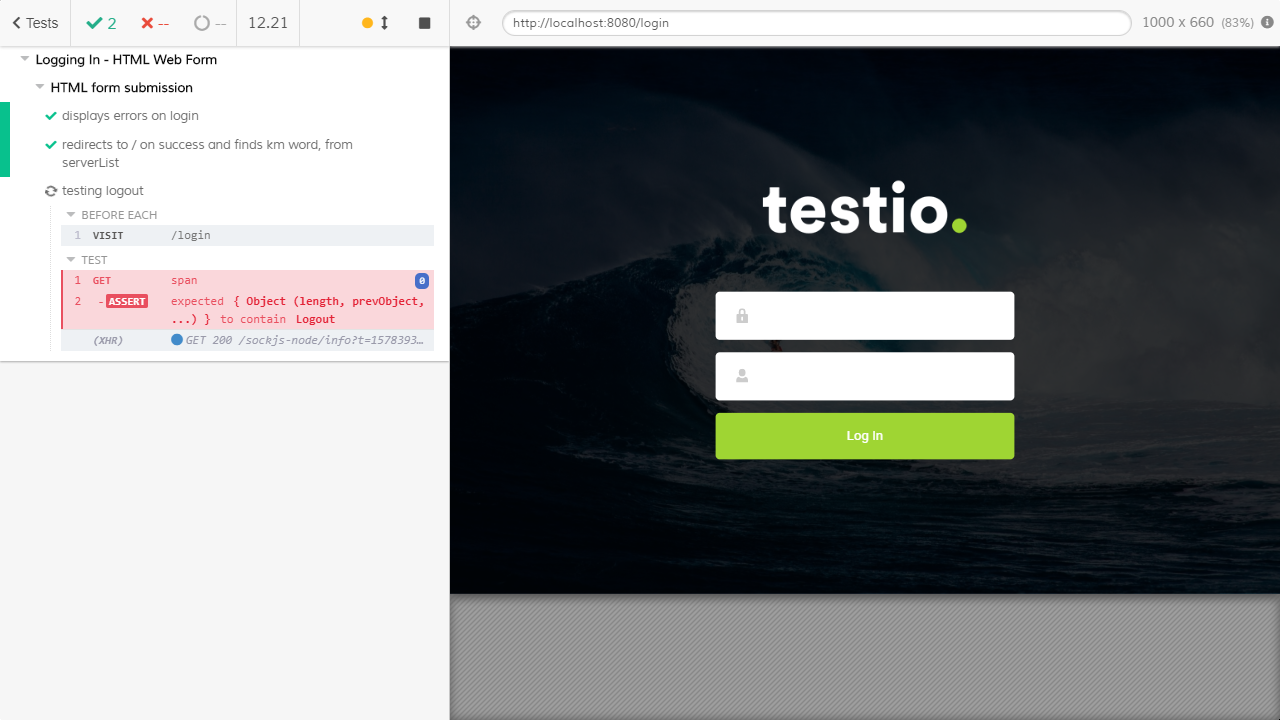 Tests
2
--
--
12.21
http://localhost:8080/login
1000 x 660 (83%)
Logging In - HTML Web Form
HTML form submission
displays errors on login
redirects to / on success and finds km word, from
serverList
testing logout
BEFORE EACH
1 VISIT /login
TEST
1 GET span 0
2 -ASSERT expected { Object (length, prevObject,
...) } to contain Logout
(XHR) GET 200 /sockjs-node/info?t=1578393...
testio.
Log In